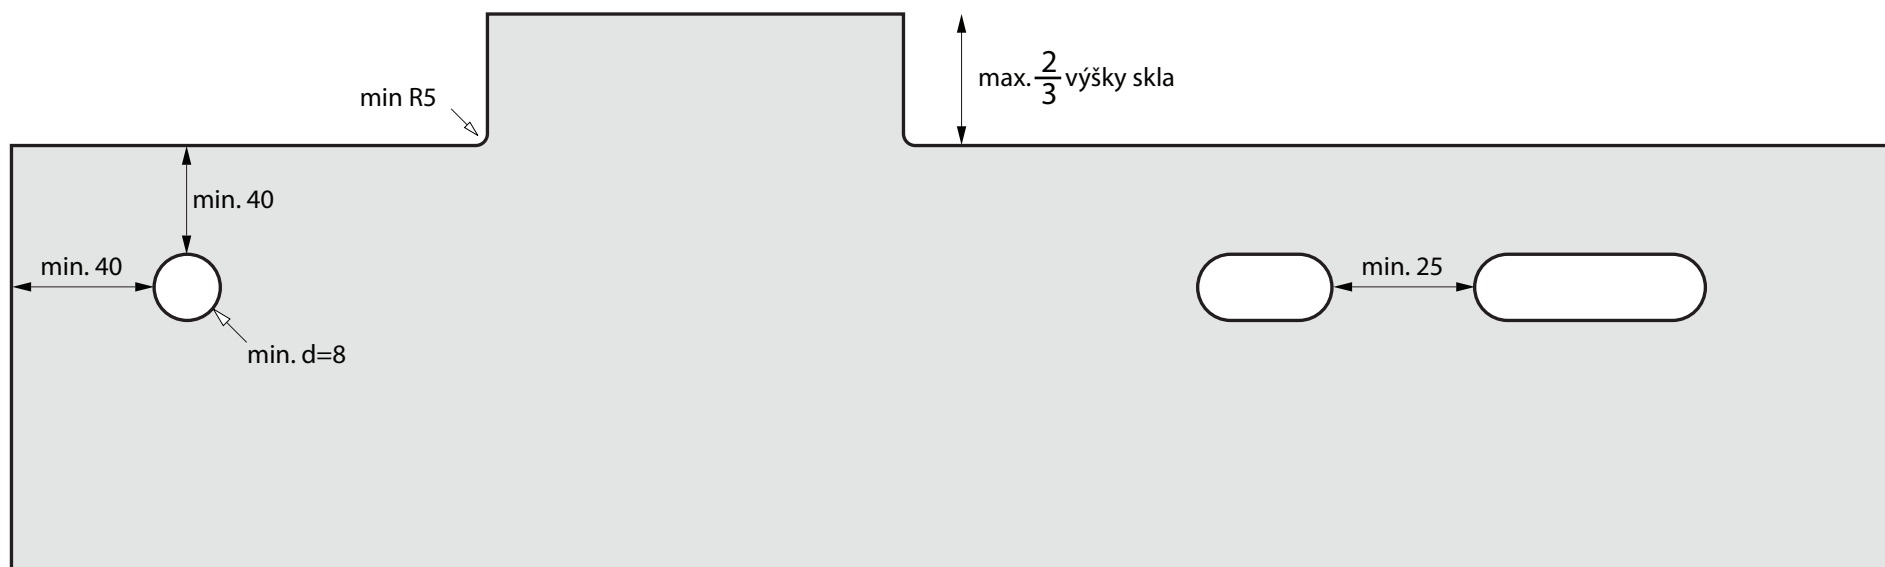 max. 2/3 výšky skla
min R5
min. 40
min. 40
min. 25
min. d=8